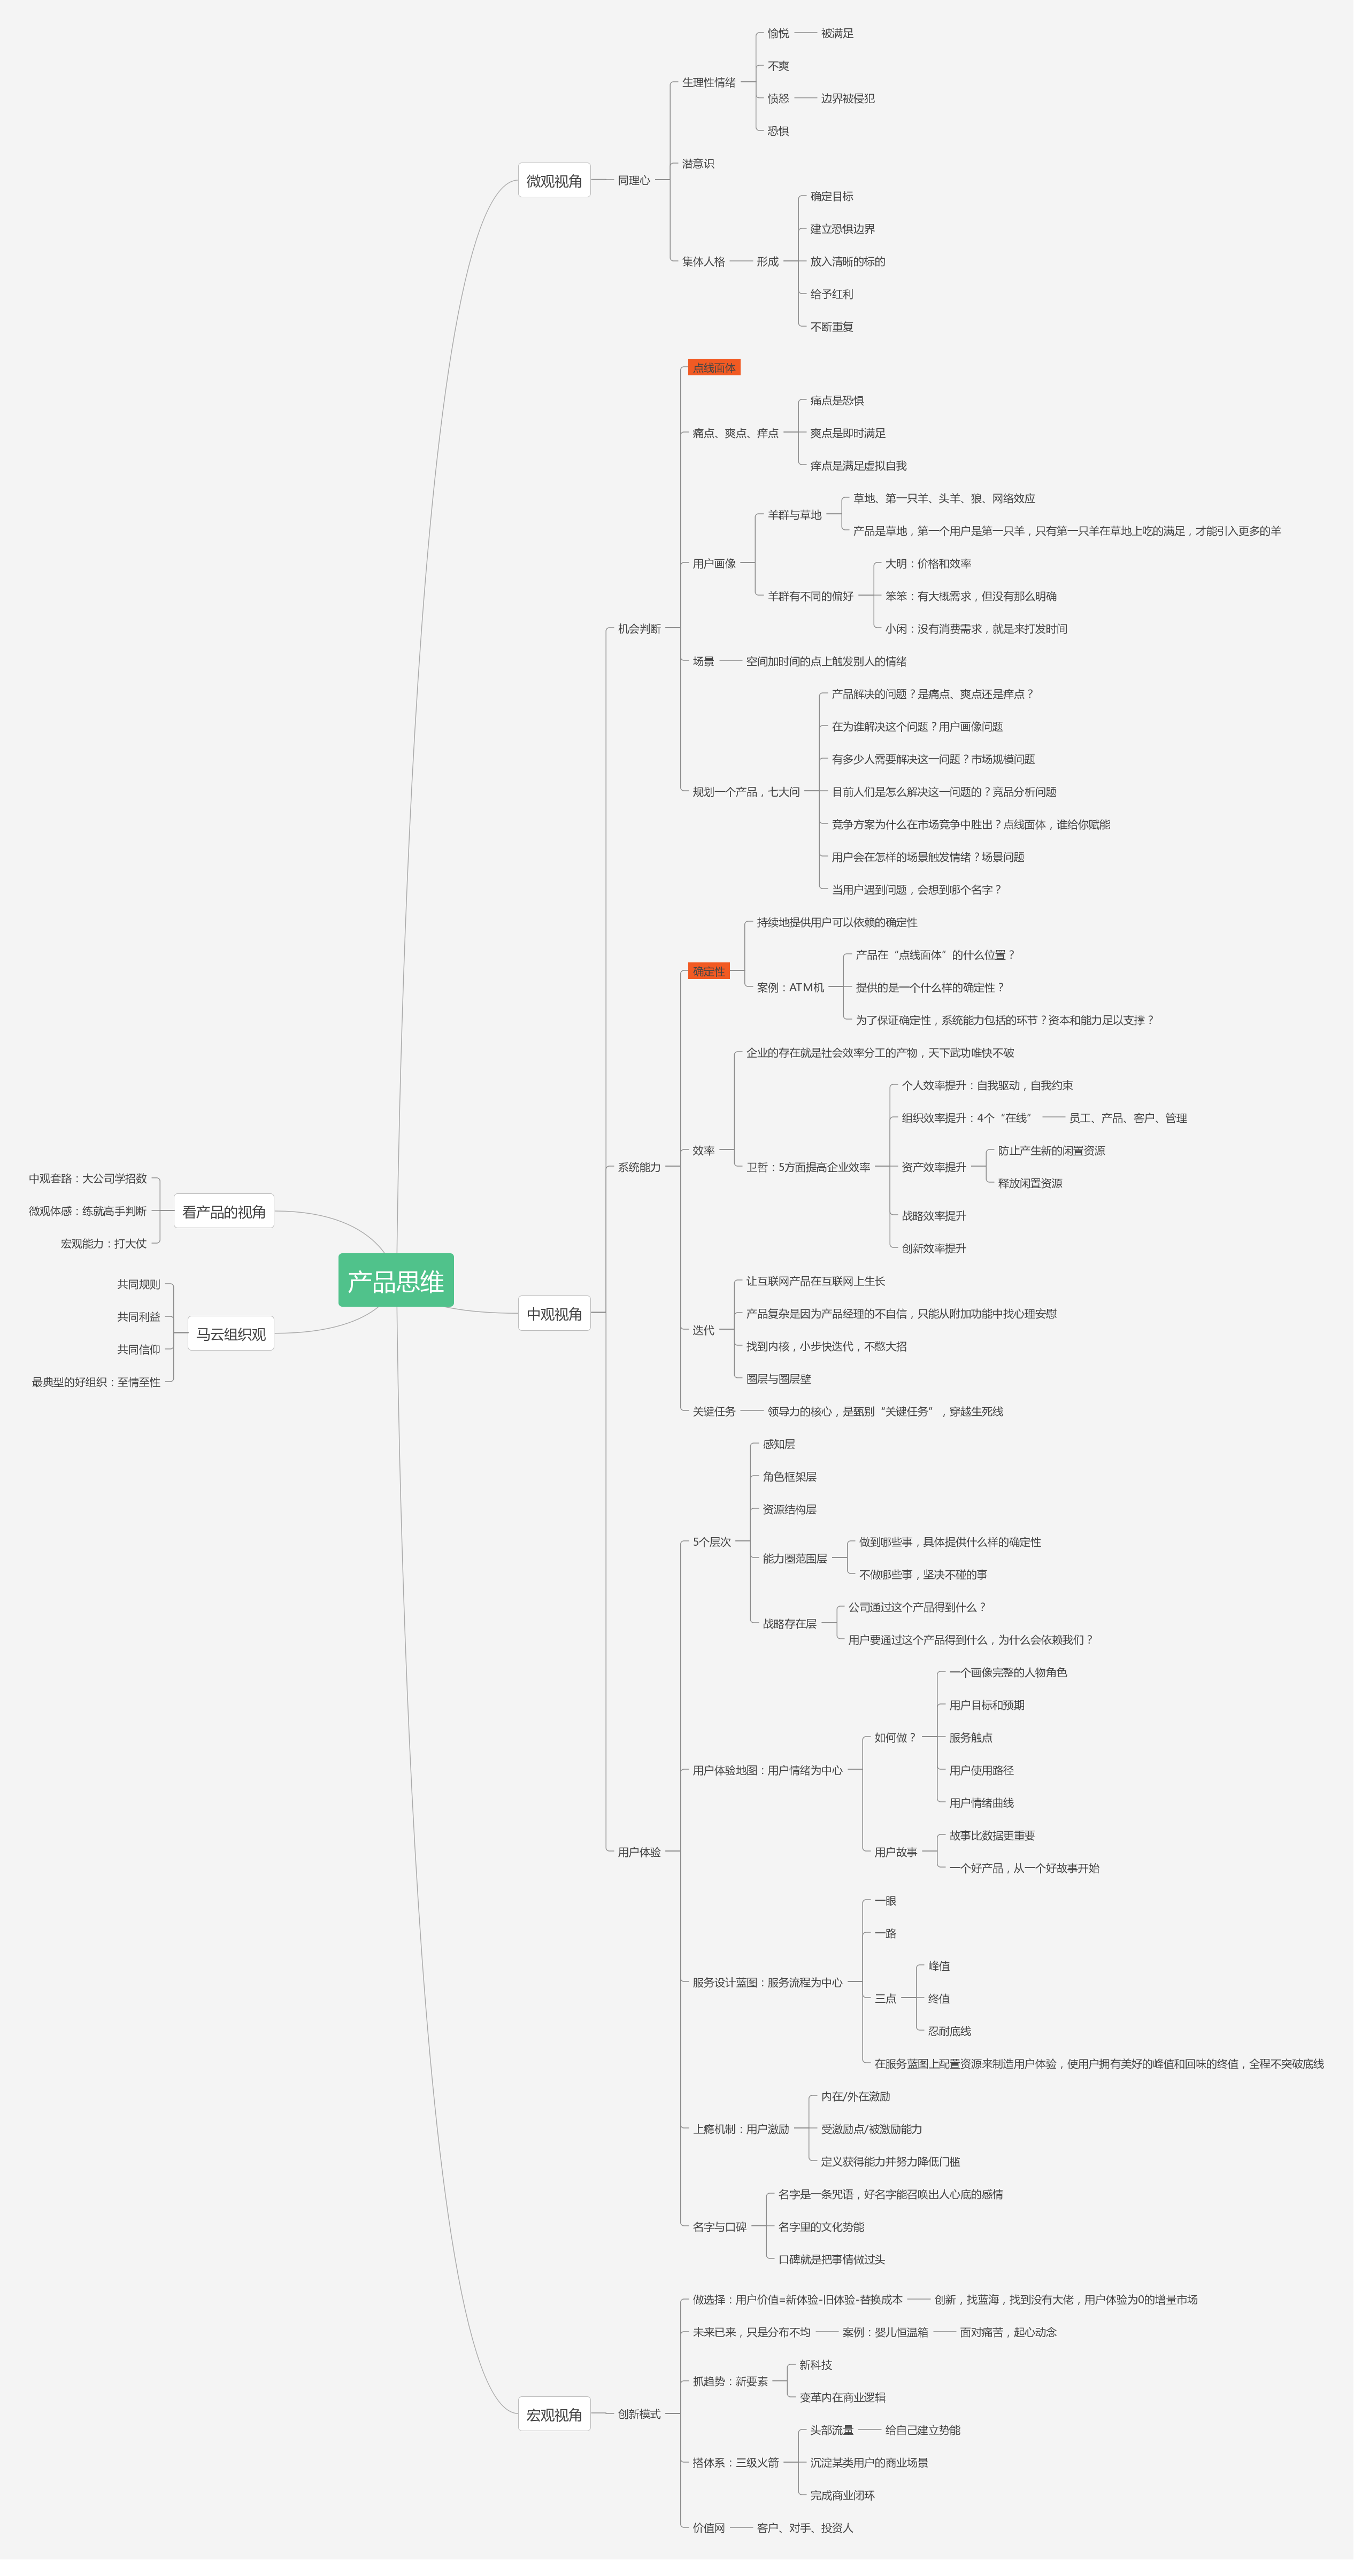 产品思维
微观视角
同理心
生理性情绪
愉悦
被满足
不爽
愤怒
边界被侵犯
恐惧
潜意识
集体人格
形成
确定目标
建立恐惧边界
放入清晰的标的
给予红利
不断重复
中观视角
机会判断
点线面体
痛点、爽点、痒点
痛点是恐惧
爽点是即时满足
痒点是满足虚拟自我
用户画像
羊群与草地
草地、第一只羊、头羊、狼、网络效应
产品是草地，第一个用户是第一只羊，只有第一只羊在草地上吃的满足，才能引入更多的羊
羊群有不同的偏好
大明：价格和效率
笨笨：有大概需求，但没有那么明确
小闲：没有消费需求，就是来打发时间
场景
空间加时间的点上触发别人的情绪
规划一个产品，七大问
产品解决的问题？是痛点、爽点还是痒点？
在为谁解决这个问题？用户画像问题
有多少人需要解决这一问题？市场规模问题
目前人们是怎么解决这一问题的？竞品分析问题
竞争方案为什么在市场竞争中胜出？点线面体，谁给你赋能
用户会在怎样的场景触发情绪？场景问题
当用户遇到问题，会想到哪个名字？
系统能力
确定性
持续地提供用户可以依赖的确定性
案例：ATM机
产品在“点线面体”的什么位置？
提供的是一个什么样的确定性？
为了保证确定性，系统能力包括的环节？资本和能力足以支撑？
效率
企业的存在就是社会效率分工的产物，天下武功唯快不破
卫哲：5方面提高企业效率
个人效率提升：自我驱动，自我约束
组织效率提升：4个“在线”
员工、产品、客户、管理
资产效率提升
防止产生新的闲置资源
释放闲置资源
战略效率提升
创新效率提升
迭代
让互联网产品在互联网上生长
产品复杂是因为产品经理的不自信，只能从附加功能中找心理安慰
找到内核，小步快迭代，不憋大招
圈层与圈层壁
关键任务
领导力的核心，是甄别“关键任务”，穿越生死线
用户体验
5个层次
感知层
角色框架层
资源结构层
能力圈范围层
做到哪些事，具体提供什么样的确定性
不做哪些事，坚决不碰的事
战略存在层
公司通过这个产品得到什么？
用户要通过这个产品得到什么，为什么会依赖我们？
用户体验地图：用户情绪为中心
如何做？
一个画像完整的人物角色
用户目标和预期
服务触点
用户使用路径
用户情绪曲线
用户故事
故事比数据更重要
一个好产品，从一个好故事开始
服务设计蓝图：服务流程为中心
一眼
一路
三点
峰值
终值
忍耐底线
在服务蓝图上配置资源来制造用户体验，使用户拥有美好的峰值和回味的终值，全程不突破底线
上瘾机制：用户激励
内在/外在激励
受激励点/被激励能力
定义获得能力并努力降低门槛
名字与口碑
名字是一条咒语，好名字能召唤出人心底的感情
名字里的文化势能
口碑就是把事情做过头
宏观视角
创新模式
做选择：用户价值=新体验-旧体验-替换成本
创新，找蓝海，找到没有大佬，用户体验为0的增量市场
未来已来，只是分布不均
案例：婴儿恒温箱
面对痛苦，起心动念
抓趋势：新要素
新科技
变革内在商业逻辑
搭体系：三级火箭
头部流量
给自己建立势能
沉淀某类用户的商业场景
完成商业闭环
价值网
客户、对手、投资人
看产品的视角
中观套路：大公司学招数
微观体感：练就高手判断
宏观能力：打大仗
马云组织观
共同规则
共同利益
共同信仰
最典型的好组织：至情至性